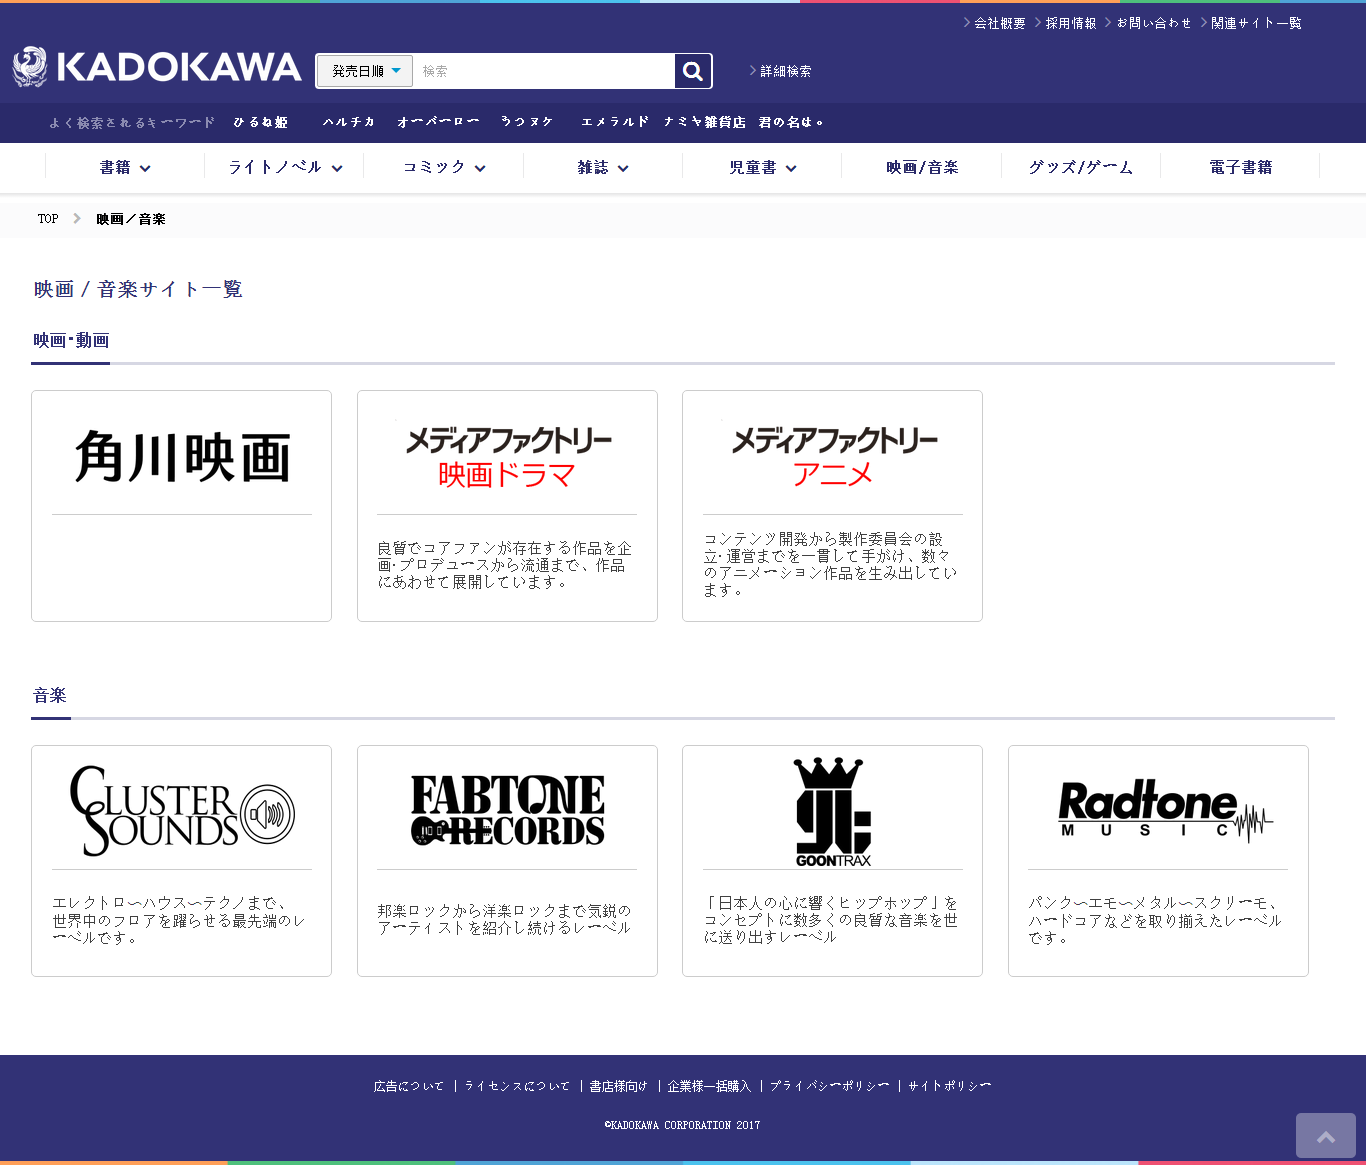 会社概要 採用情報 お問い合わせ 関連サイト一覧
KADOKAWA 発売日順 検索 詳細検索
よく検索されるキーワード ひるね姫 ハルチカ オーバーロード うつヌケ エメラルド ナミヤ雑貨店 君の名は。
書籍 ライトノベル コミック 雑誌 児童書 映画/音楽 グッズ/ゲーム 電子書籍
TOP 映画／音楽
映画 / 音楽サイト一覧
映画・動画
角川映画
メディアファクトリー
映画ドラマ
良質でコアファンが存在する作品を企
画・プロデュースから流通まで、作品
にあわせて展開しています。
メディアファクトリー
アニメ
コンテンツ開発から製作委員会の設
立・運営までを一貫して手がけ、数々
のアニメーション作品を生み出してい
ます。
音楽
CLUSTER
SOUNDS
エレクトロ〜ハウス〜テクノまで、
世界中のフロアを躍らせる最先端のレ
ーベルです。
FABTONE
RECORDS
邦楽ロックから洋楽ロックまで気鋭の
アーティストを紹介し続けるレーベル
gt
GOONTRAX
「日本人の心に響くヒップホップ」を
コンセプトに数多くの良質な音楽を世
に送り出すレーベル
Radtone
MUSIC
パンク〜エモ〜メタル〜スクリーモ、
ハードコアなどを取り揃えたレーベル
です。
広告について | ライセンスについて | 書店様向け | 企業様一括購入 | プライバシーポリシー | サイトポリシー
©KADOKAWA CORPORATION 2017